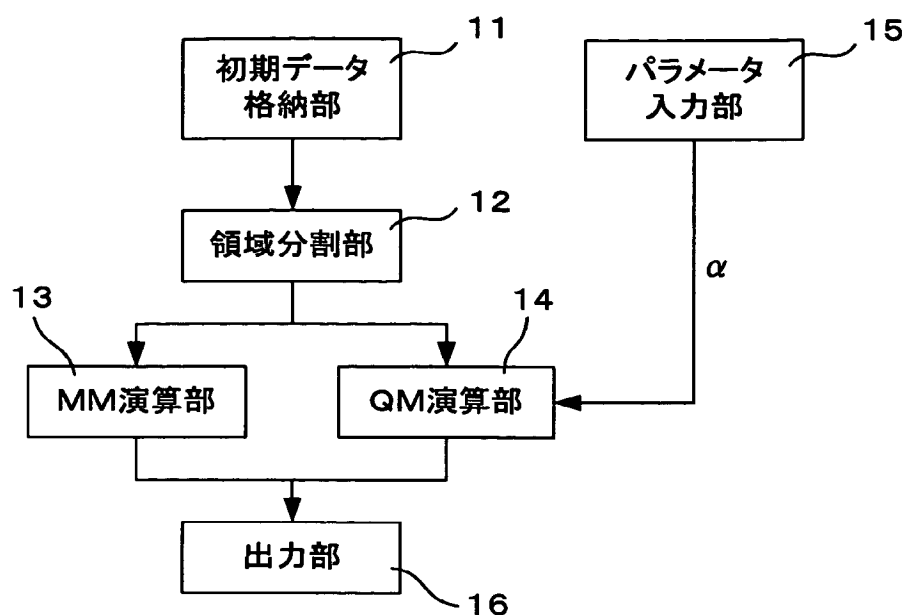 11
初期データ
格納部
15
パラメータ
入力部
12
領域分割部
α
13
MM演算部
14
QM演算部
出力部
16